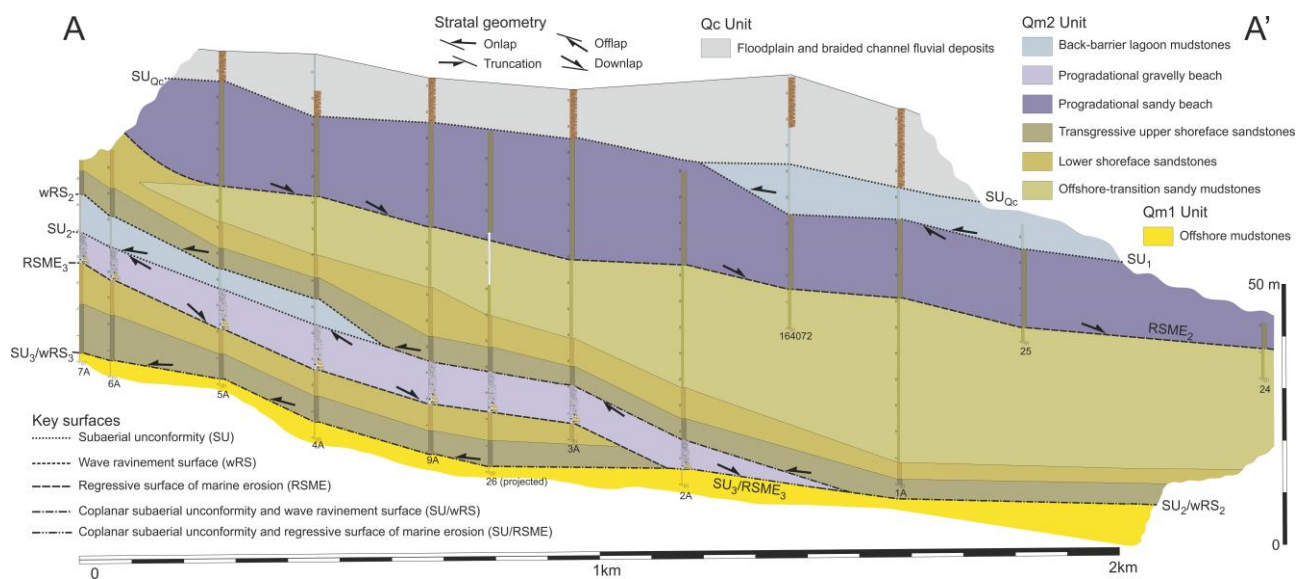 A
Stratal geometry
Onlap
Offlap
Truncation
Downlap
Qc Unit
Floodplain and braided channel fluvial deposits
Qm2 Unit
A'
Back-barrier lagoon mudstones
Progradational gravelly beach
Progradational sandy beach
Transgressive upper shoreface sandstones
Lower shoreface sandstones
Offshore-transition sandy mudstones
Qm1 Unit
Offshore mudstones
SUQc
SUQc
wRS2
SU2
RSME3
SU3/wRS3
SU1
RSME2
50 m
0
7A
6A
5A
4A
9A
26 (projected)
3A
2A
164072
1A
25
24
SU3/RSME3
SU2/wRS2
Key surfaces
Subaerial unconformity (SU)
Wave ravinement surface (wRS)
Regressive surface of marine erosion (RSME)
Coplanar subaerial unconformity and wave ravinement surface (SU/wRS)
Coplanar subaerial unconformity and regressive surface of marine erosion (SU/RSME)
0
1km
2km